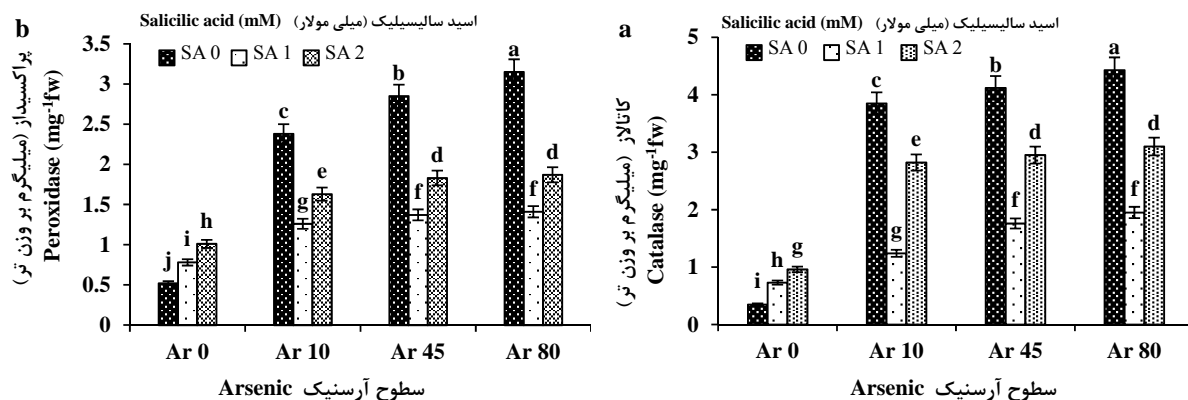 b
Salicilic acid (mM) اسید سالیسیلیک (میلی مولار)
SA 0 SA 1 SA 2
پراکسیداز (میلیگرم بر وزن تر)
Peroxidase (mg-1fw)
3.5
3
2.5
2
1.5
1
0.5
0
j i h
c g e
b f d
a f d
Ar 0 Ar 10 Ar 45 Ar 80
سطوح آرسنیک Arsenic
a
Salicilic acid (mM) اسید سالیسیلیک (میلی مولار)
SA 0 SA 1 SA 2
کاتالاز (میلیگرم بر وزن تر)
Catalase (mg-1fw)
5
4
3
2
1
0
i h g
c g e
b f d
a f d
Ar 0 Ar 10 Ar 45 Ar 80
سطوح آرسنیک Arsenic